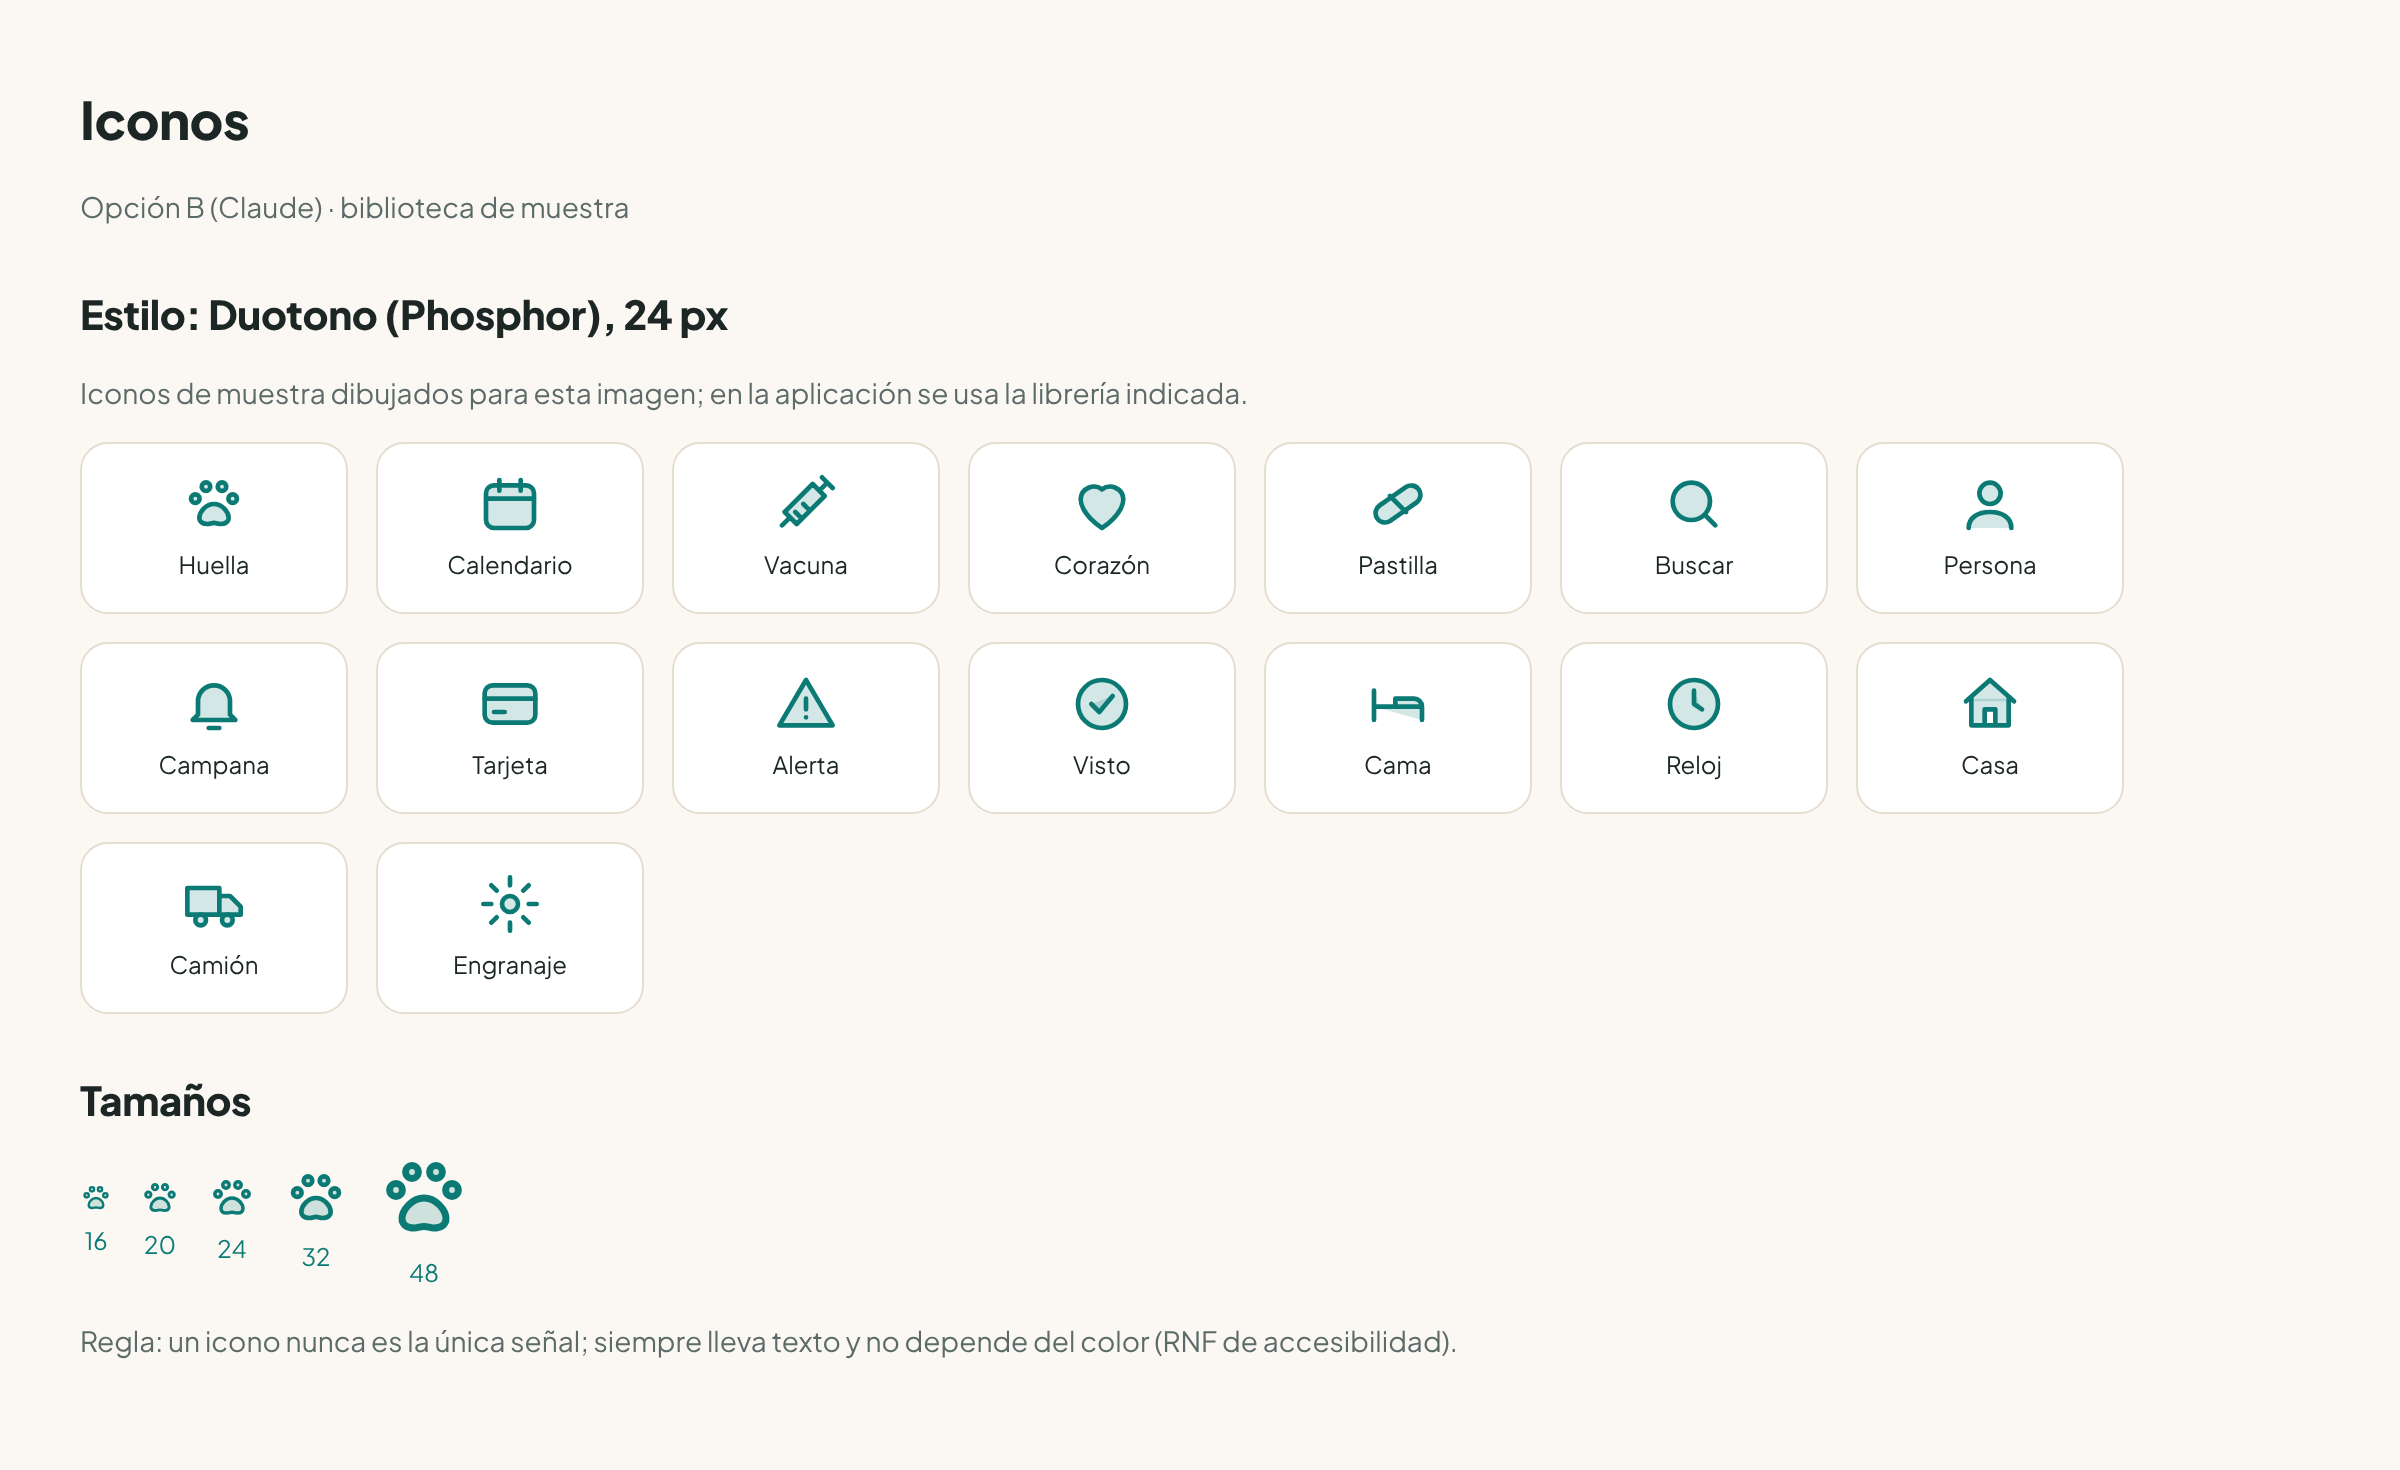 Iconos
Opción B (Claude) · biblioteca de muestra
Estilo: Duotono (Phosphor), 24 px
Iconos de muestra dibujados para esta imagen; en la aplicación se usa la librería indicada.
Huella
Calendario
Vacuna
Corazón
Pastilla
Buscar
Persona
Campana
Tarjeta
Alerta
Visto
Cama
Reloj
Casa
Camión
Engranaje
Tamaños
16
20
24
32
48
Regla: un icono nunca es la única señal; siempre lleva texto y no depende del color (RNF de accesibilidad).